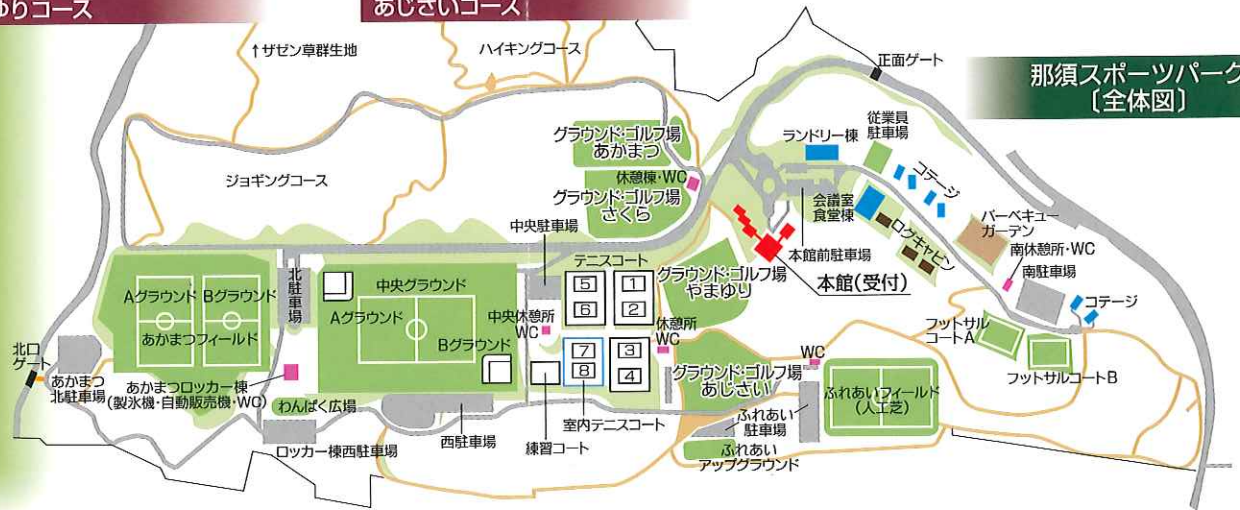 ゆりコース
あじさいコース
↑ザゼン草群生地
ハイキングコース
正面ゲート
那須スポーツパーク
〔全体図〕
グラウンド・ゴルフ場
あかまつ
ランドリー棟
従業員
駐車場
コテージ
ジョギングコース
休憩棟・WC
グラウンド・ゴルフ場
さくら
会議室
食堂棟
ログキャビン
バーベキュー
ガーデン
南休憩所・WC
南駐車場
コテージ
中央駐車場
本館前駐車場
本館(受付)
テニスコート
グラウンド・ゴルフ場
やまゆり
北駐車場
Aグラウンド
Bグラウンド
あかまつフィールド
中央グラウンド
Aグラウンド
Bグラウンド
5
6
1
2
中央休憩所
WC
7
8
3
4
休憩所
WC
フットサル
コートA
フットサルコートB
北口
ゲート
あかまつ
北駐車場
あかまつロッカー棟
(製氷機・自動販売機・WC)
わんぱく広場
ロッカー棟西駐車場
西駐車場
練習コート
室内テニスコート
グラウンド・ゴルフ場
あじさい
WC
ふれあいフィールド
(人工芝)
ふれあい
駐車場
ふれあい
アップグラウンド